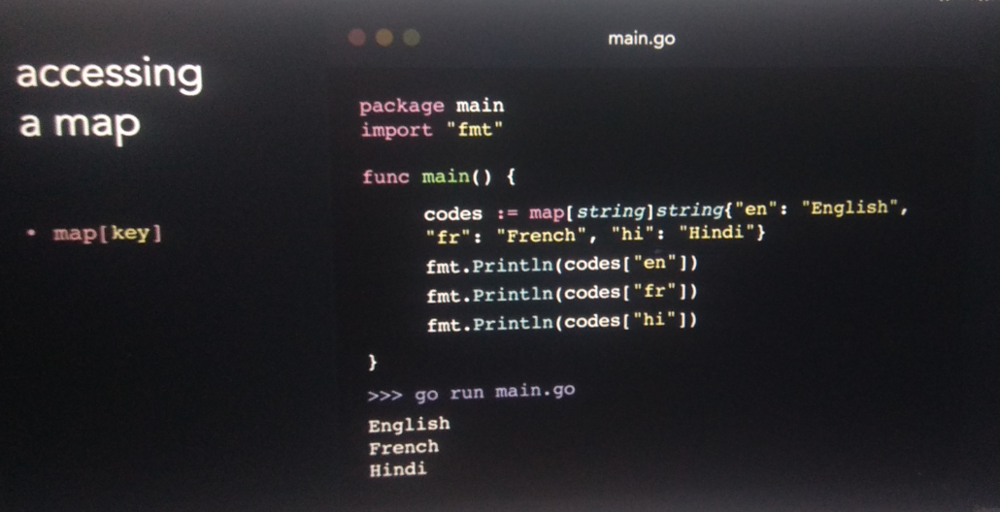 accessing
a map
• map[key]
main.go
package main
import "fmt"
func main() {
codes := map[string]string{"en": "English",
"fr": "French", "hi": "Hindi"}
fmt.Println(codes["en"])
fmt.Println(codes["fr"])
fmt.Println(codes["hi"])
}
>>> go run main.go
English
French
Hindi